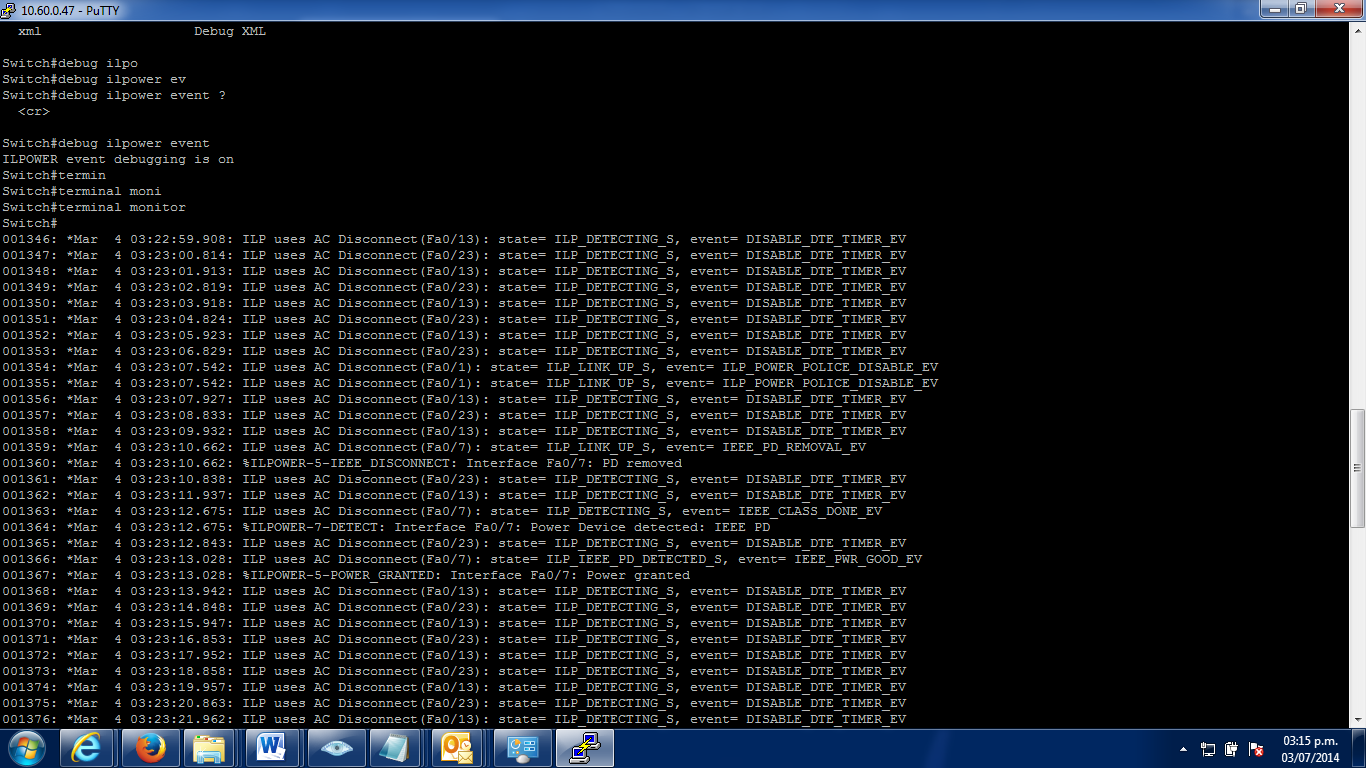 10.60.0.47 - PuTTY
xml Debug XML
Switch#debug ilpo
Switch#debug ilpower ev
Switch#debug ilpower event ?
<cr>
Switch#debug ilpower event
ILPOWER event debugging is on
Switch#termin
Switch#terminal moni
Switch#terminal monitor
Switch#
001346: *Mar  4 03:22:59.908: ILP uses AC Disconnect(Fa0/13): state= ILP_DETECTING_S, event= DISABLE_DTE_TIMER_EV
001347: *Mar  4 03:23:00.814: ILP uses AC Disconnect(Fa0/23): state= ILP_DETECTING_S, event= DISABLE_DTE_TIMER_EV
001348: *Mar  4 03:23:01.913: ILP uses AC Disconnect(Fa0/13): state= ILP_DETECTING_S, event= DISABLE_DTE_TIMER_EV
001349: *Mar  4 03:23:02.819: ILP uses AC Disconnect(Fa0/23): state= ILP_DETECTING_S, event= DISABLE_DTE_TIMER_EV
001350: *Mar  4 03:23:03.918: ILP uses AC Disconnect(Fa0/13): state= ILP_DETECTING_S, event= DISABLE_DTE_TIMER_EV
001351: *Mar  4 03:23:04.824: ILP uses AC Disconnect(Fa0/23): state= ILP_DETECTING_S, event= DISABLE_DTE_TIMER_EV
001352: *Mar  4 03:23:05.923: ILP uses AC Disconnect(Fa0/13): state= ILP_DETECTING_S, event= DISABLE_DTE_TIMER_EV
001353: *Mar  4 03:23:06.829: ILP uses AC Disconnect(Fa0/23): state= ILP_DETECTING_S, event= DISABLE_DTE_TIMER_EV
001354: *Mar  4 03:23:07.542: ILP uses AC Disconnect(Fa0/1): state= ILP_LINK_UP_S, event= ILP_POWER_POLICE_DISABLE_EV
001355: *Mar  4 03:23:07.542: ILP uses AC Disconnect(Fa0/1): state= ILP_LINK_UP_S, event= ILP_POWER_POLICE_DISABLE_EV
001356: *Mar  4 03:23:07.927: ILP uses AC Disconnect(Fa0/13): state= ILP_DETECTING_S, event= DISABLE_DTE_TIMER_EV
001357: *Mar  4 03:23:08.833: ILP uses AC Disconnect(Fa0/23): state= ILP_DETECTING_S, event= DISABLE_DTE_TIMER_EV
001358: *Mar  4 03:23:09.932: ILP uses AC Disconnect(Fa0/13): state= ILP_DETECTING_S, event= DISABLE_DTE_TIMER_EV
001359: *Mar  4 03:23:10.662: ILP uses AC Disconnect(Fa0/7): state= ILP_LINK_UP_S, event= IEEE_PD_REMOVAL_EV
001360: *Mar  4 03:23:10.662: %ILPOWER-5-IEEE_DISCONNECT: Interface Fa0/7: PD removed
001361: *Mar  4 03:23:10.838: ILP uses AC Disconnect(Fa0/23): state= ILP_DETECTING_S, event= DISABLE_DTE_TIMER_EV
001362: *Mar  4 03:23:11.937: ILP uses AC Disconnect(Fa0/13): state= ILP_DETECTING_S, event= DISABLE_DTE_TIMER_EV
001363: *Mar  4 03:23:12.675: ILP uses AC Disconnect(Fa0/7): state= ILP_DETECTING_S, event= IEEE_CLASS_DONE_EV
001364: *Mar  4 03:23:12.675: %ILPOWER-7-DETECT: Interface Fa0/7: Power Device detected: IEEE PD
001365: *Mar  4 03:23:12.843: ILP uses AC Disconnect(Fa0/23): state= ILP_DETECTING_S, event= DISABLE_DTE_TIMER_EV
001366: *Mar  4 03:23:13.028: ILP uses AC Disconnect(Fa0/7): state= ILP_IEEE_PD_DETECTED_S, event= IEEE_PWR_GOOD_EV
001367: *Mar  4 03:23:13.028: %ILPOWER-5-POWER_GRANTED: Interface Fa0/7: Power granted
001368: *Mar  4 03:23:13.942: ILP uses AC Disconnect(Fa0/13): state= ILP_DETECTING_S, event= DISABLE_DTE_TIMER_EV
001369: *Mar  4 03:23:14.848: ILP uses AC Disconnect(Fa0/23): state= ILP_DETECTING_S, event= DISABLE_DTE_TIMER_EV
001370: *Mar  4 03:23:15.947: ILP uses AC Disconnect(Fa0/13): state= ILP_DETECTING_S, event= DISABLE_DTE_TIMER_EV
001371: *Mar  4 03:23:16.853: ILP uses AC Disconnect(Fa0/23): state= ILP_DETECTING_S, event= DISABLE_DTE_TIMER_EV
001372: *Mar  4 03:23:17.952: ILP uses AC Disconnect(Fa0/13): state= ILP_DETECTING_S, event= DISABLE_DTE_TIMER_EV
001373: *Mar  4 03:23:18.858: ILP uses AC Disconnect(Fa0/23): state= ILP_DETECTING_S, event= DISABLE_DTE_TIMER_EV
001374: *Mar  4 03:23:19.957: ILP uses AC Disconnect(Fa0/13): state= ILP_DETECTING_S, event= DISABLE_DTE_TIMER_EV
001375: *Mar  4 03:23:20.863: ILP uses AC Disconnect(Fa0/23): state= ILP_DETECTING_S, event= DISABLE_DTE_TIMER_EV
001376: *Mar  4 03:23:21.962: ILP uses AC Disconnect(Fa0/13): state= ILP_DETECTING_S, event= DISABLE_DTE_TIMER_EV
03:15 p.m.
03/07/2014